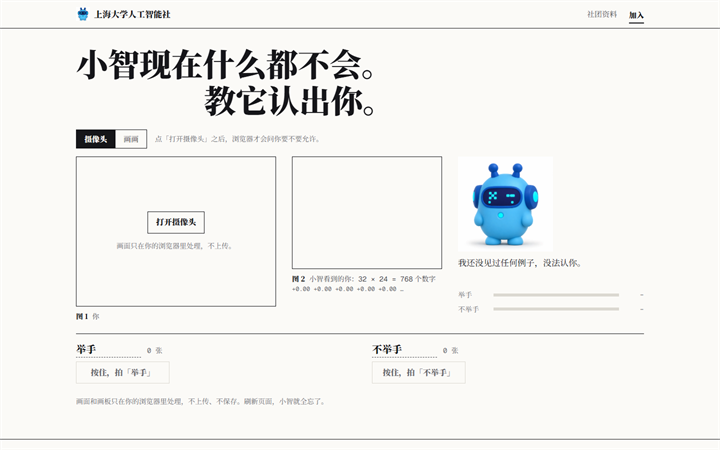 上海大学人工智能社
社团资料
加入
小智现在什么都不会。
教它认出你。
摄像头
画画
点「打开摄像头」之后，浏览器才会问你要不要允许。
打开摄像头
画面只在你的浏览器里处理，不上传。
图 1 你
图 2 小智看到的你：32 × 24 = 768 个数字
+0.00 +0.00 +0.00 +0.00 +0.00 …
我还没见过任何例子，没法认你。
举手 –
不举手 –
举手 0 张
按住，拍「举手」
不举手 0 张
按住，拍「不举手」
画面和画板只在你的浏览器里处理，不上传、不保存。刷新页面，小智就全忘了。